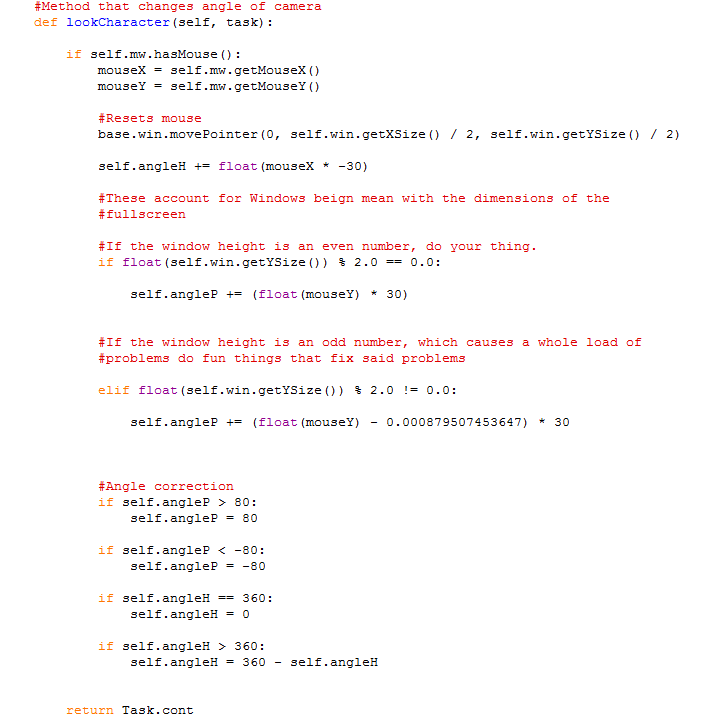 #Method that changes angle of camera
def lookCharacter(self, task):
if self.mw.hasMouse():
mouseX = self.mw.getMouseX()
mouseY = self.mw.getMouseY()
#Resets mouse
base.win.movePointer(0, self.win.getXSize() / 2, self.win.getYSize() / 2)
self.angleH += float(mouseX * -30)
#These account for Windows beign mean with the dimensions of the
#fullscreen
#If the window height is an even number, do your thing.
if float(self.win.getYSize()) % 2.0 == 0.0:
self.angleP += (float(mouseY) * 30)
#If the window height is an odd number, which causes a whole load of
#problems do fun things that fix said problems
elif float(self.win.getYSize()) % 2.0 != 0.0:
self.angleP += (float(mouseY) - 0.000879507453647) * 30
#Angle correction
if self.angleP > 80:
self.angleP = 80
if self.angleP < -80:
self.angleP = -80
if self.angleH == 360:
self.angleH = 0
if self.angleH > 360:
self.angleH = 360 - self.angleH
return Task.cont